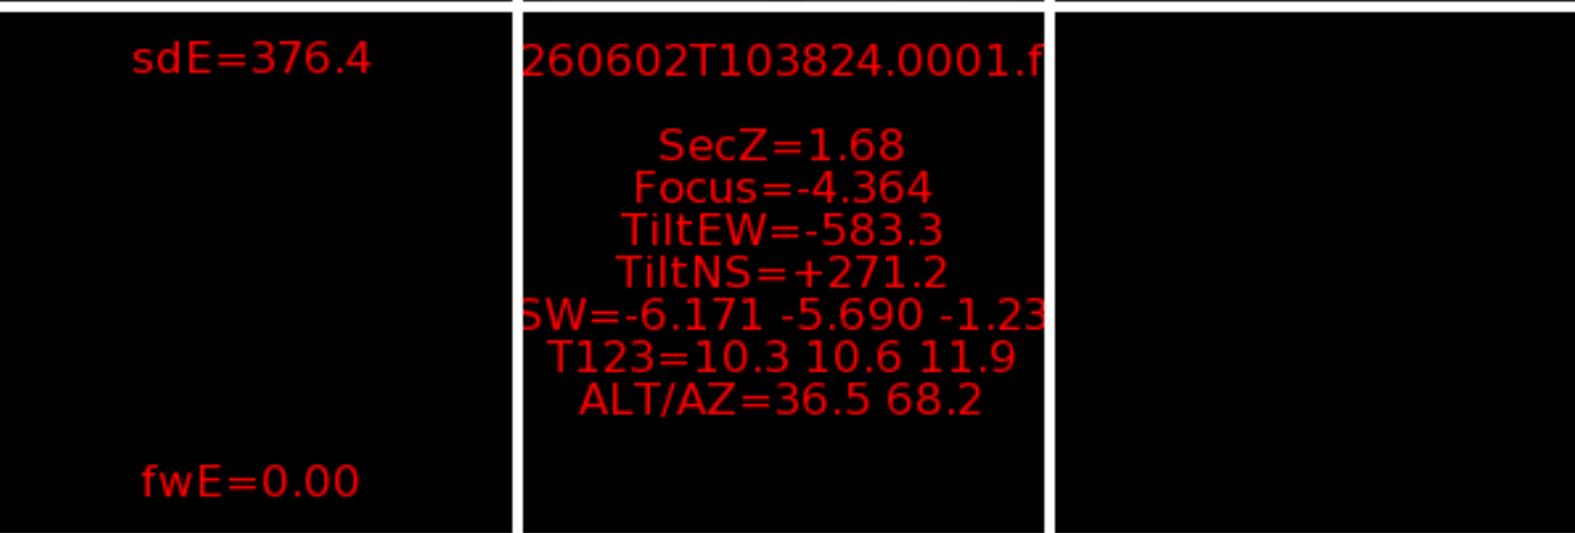 sdE=376.4
fwE=0.00
260602T103824.0001.f
SecZ=1.68
Focus=-4.364
TiltEW=-583.3
TiltNS=+271.2
SW=-6.171 -5.690 -1.23
T123=10.3 10.6 11.9
ALT/AZ=36.5 68.2